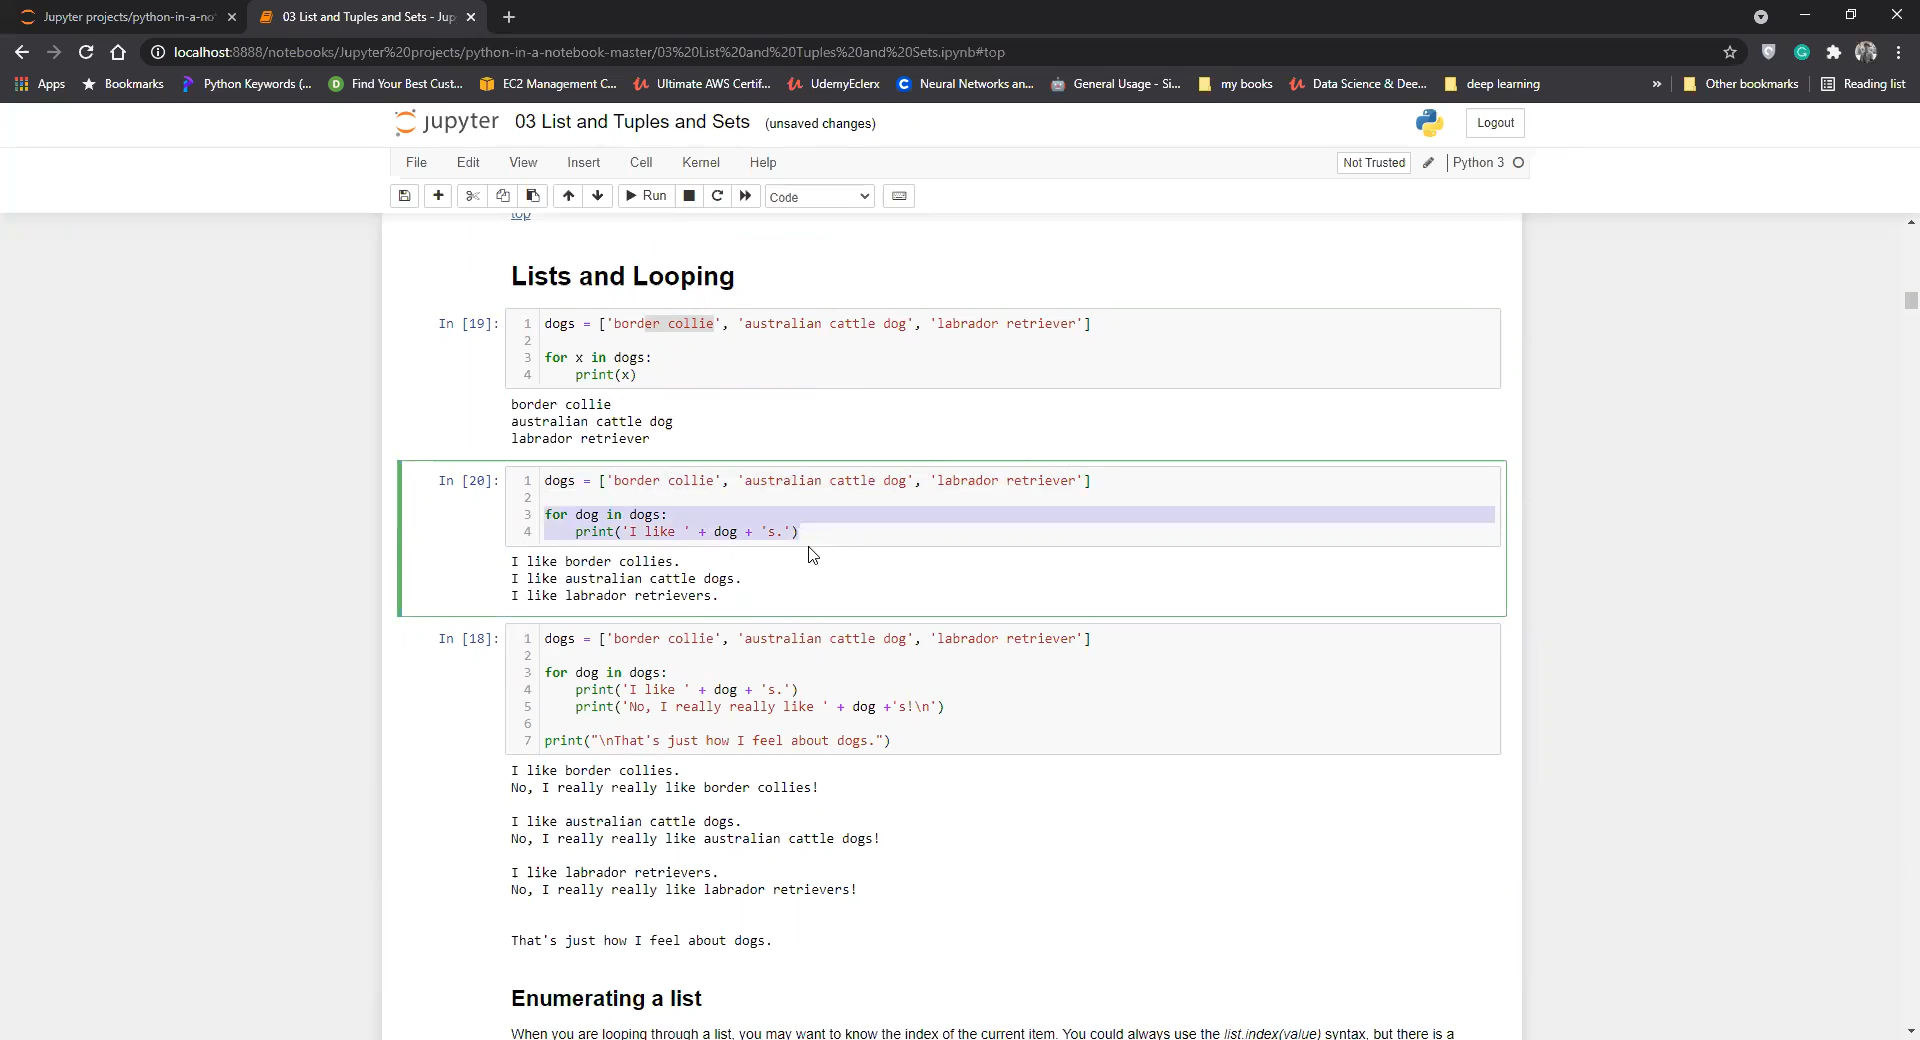 Jupyter projects/python-in-a-no
03 List and Tuples and Sets - Jup
localhost:8888/notebooks/Jupyter%20projects/python-in-a-notebook-master/03%20List%20and%20Tuples%20and%20Sets.ipynb#top
Apps Bookmarks Python Keywords (... Find Your Best Cust... EC2 Management C... Ultimate AWS Certif... UdemyEclerx Neural Networks an... General Usage - Si... my books Data Science & Dee... deep learning » Other bookmarks Reading list
jupyter 03 List and Tuples and Sets (unsaved changes) Logout
File Edit View Insert Cell Kernel Help Not Trusted Python 3
Run Code
top
Lists and Looping
In [19]: 1 dogs = ['border collie', 'australian cattle dog', 'labrador retriever']
2
3 for x in dogs:
4     print(x)
border collie
australian cattle dog
labrador retriever
In [20]: 1 dogs = ['border collie', 'australian cattle dog', 'labrador retriever']
2
3 for dog in dogs:
4     print('I like ' + dog + 's.')
I like border collies.
I like australian cattle dogs.
I like labrador retrievers.
In [18]: 1 dogs = ['border collie', 'australian cattle dog', 'labrador retriever']
2
3 for dog in dogs:
4     print('I like ' + dog + 's.')
5     print('No, I really really like ' + dog +'s!\n')
6
7 print("\nThat's just how I feel about dogs.")
I like border collies.
No, I really really like border collies!
I like australian cattle dogs.
No, I really really like australian cattle dogs!
I like labrador retrievers.
No, I really really like labrador retrievers!
That's just how I feel about dogs.
Enumerating a list
When you are looping through a list, you may want to know the index of the current item. You could always use the list.index(value) syntax, but there is a